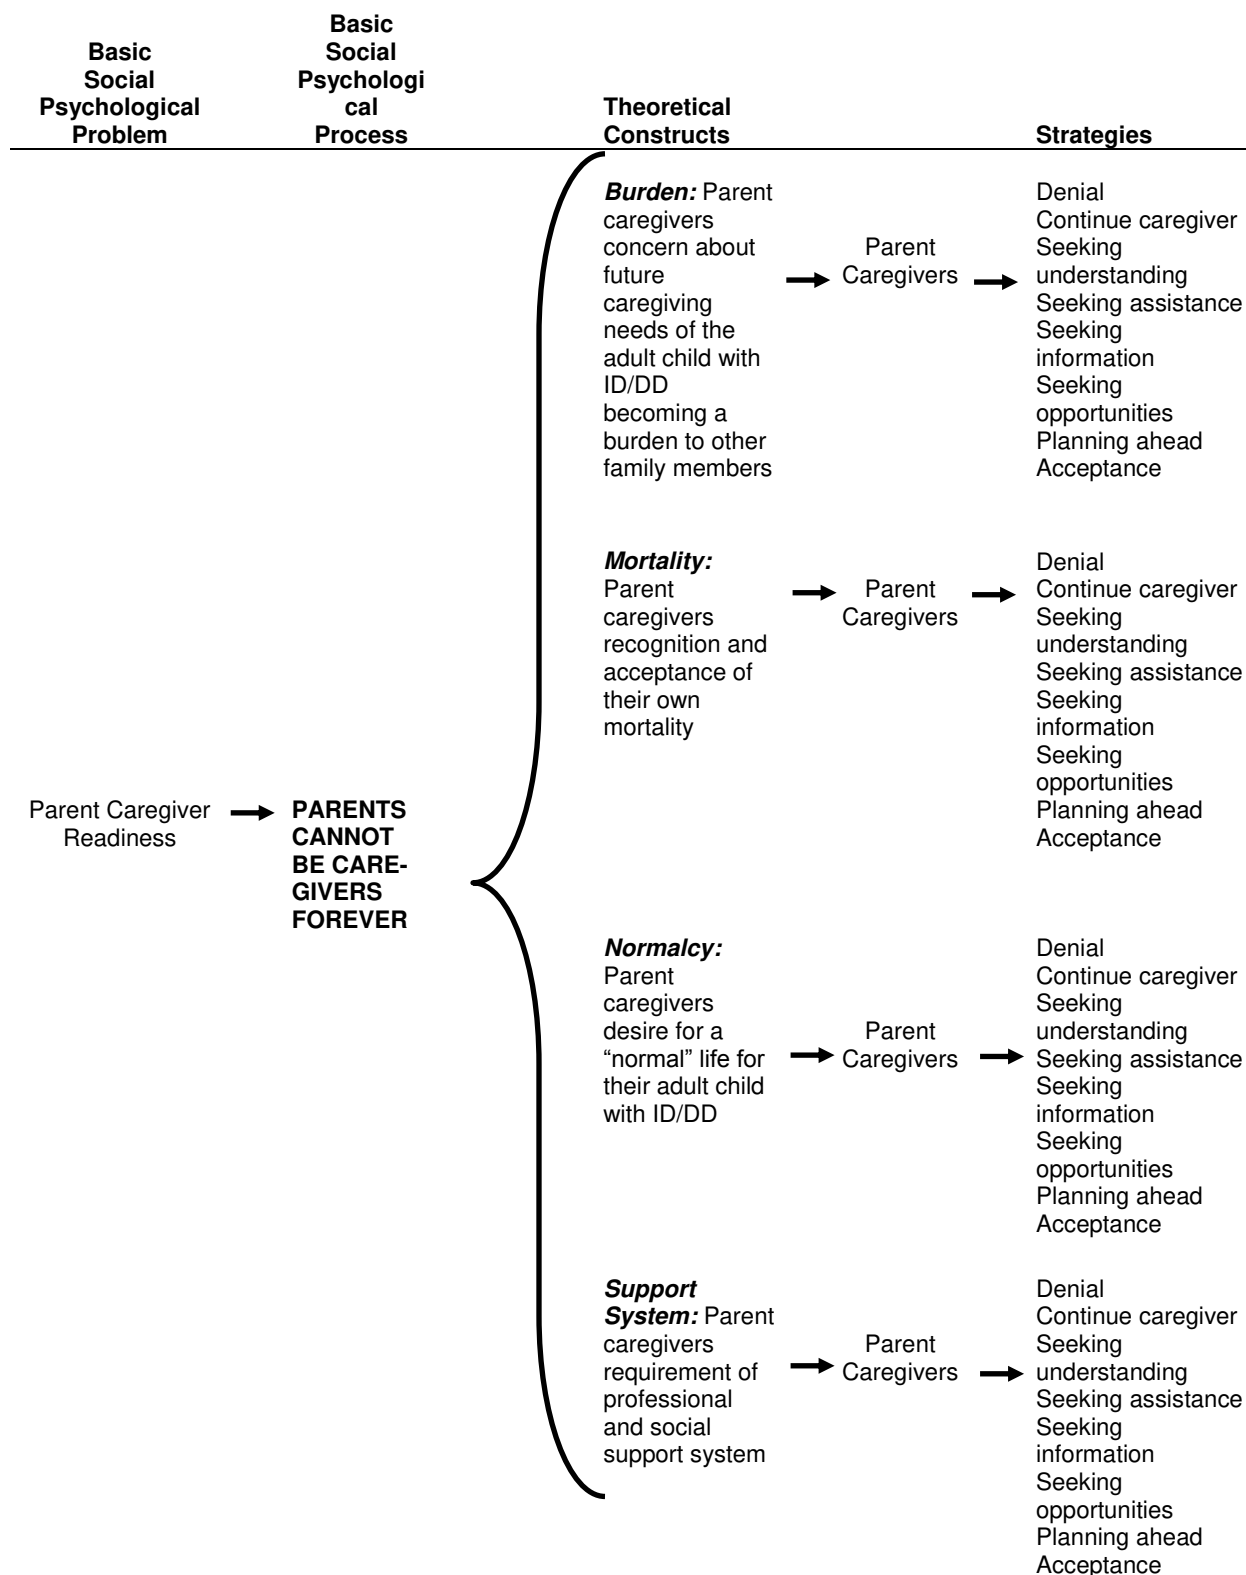 Basic
Social
Psychological
Problem
Basic
Social
Psychologi
cal
Process
Theoretical
Constructs
Strategies
Parent Caregiver
Readiness
PARENTS
CANNOT
BE CARE-
GIVERS
FOREVER
Burden: Parent
caregivers
concern about
future
caregiving
needs of the
adult child with
ID/DD
becoming a
burden to other
family members
Parent
Caregivers
Denial
Continue caregiver
Seeking
understanding
Seeking assistance
Seeking
information
Seeking
opportunities
Planning ahead
Acceptance
Mortality:
Parent
caregivers
recognition and
acceptance of
their own
mortality
Parent
Caregivers
Denial
Continue caregiver
Seeking
understanding
Seeking assistance
Seeking
information
Seeking
opportunities
Planning ahead
Acceptance
Normalcy:
Parent
caregivers
desire for a
“normal” life for
their adult child
with ID/DD
Parent
Caregivers
Denial
Continue caregiver
Seeking
understanding
Seeking assistance
Seeking
information
Seeking
opportunities
Planning ahead
Acceptance
Support
System: Parent
caregivers
requirement of
professional
and social
support system
Parent
Caregivers
Denial
Continue caregiver
Seeking
understanding
Seeking assistance
Seeking
information
Seeking
opportunities
Planning ahead
Acceptance